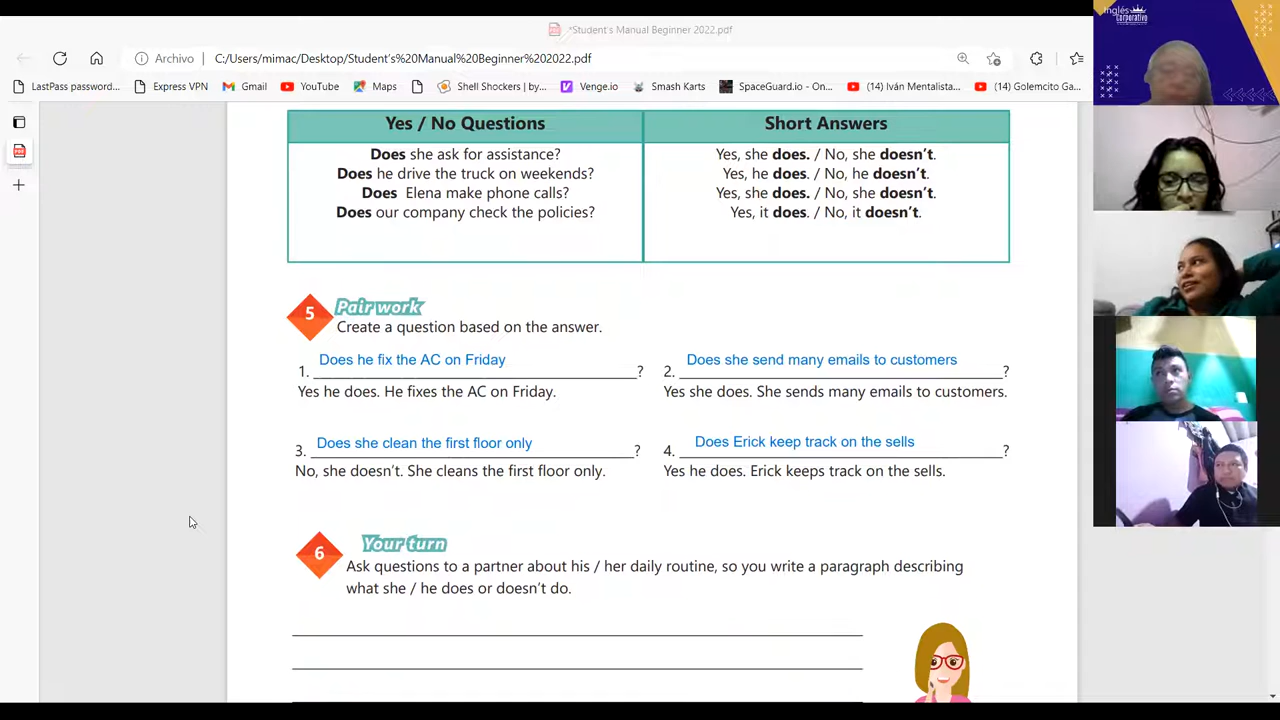 *Student's Manual Beginner 2022.pdf
Archivo
C:/Users/mimac/Desktop/Student's%20Manual%20Beginner%202022.pdf
LastPass password...
Express VPN
Gmail
YouTube
Maps
Shell Shockers | by...
Venge.io
Smash Karts
SpaceGuard.io - On...
(14) Iván Mentalista...
(14) Golemcito Ga...
Inglés
Corporativo
Yes / No Questions
Short Answers
Does she ask for assistance?
Yes, she does. / No, she doesn't.
Does he drive the truck on weekends?
Yes, he does. / No, he doesn't.
Does Elena make phone calls?
Yes, she does. / No, she doesn't.
Does our company check the policies?
Yes, it does. / No, it doesn't.
5
Pair work
Create a question based on the answer.
1. Does he fix the AC on Friday ?
Yes he does. He fixes the AC on Friday.
2. Does she send many emails to customers ?
Yes she does. She sends many emails to customers.
3. Does she clean the first floor only ?
No, she doesn't. She cleans the first floor only.
4. Does Erick keep track on the sells ?
Yes he does. Erick keeps track on the sells.
6
Your turn
Ask questions to a partner about his / her daily routine, so you write a paragraph describing
what she / he does or doesn't do.